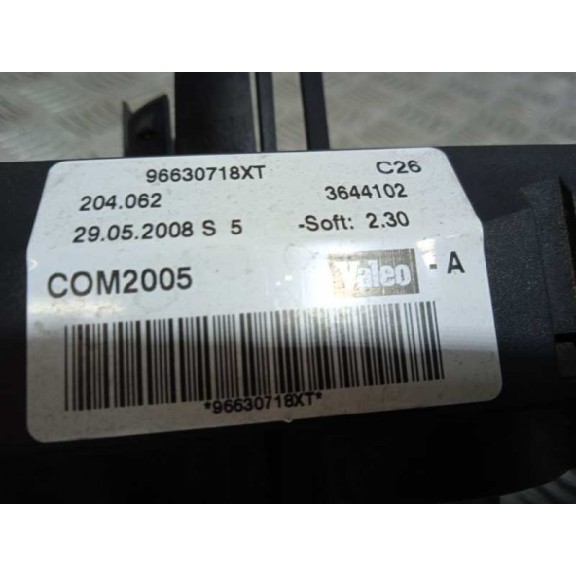 96630718XT C26
204.062 3644102
29.05.2008 S 5 -Soft: 2.30
COM2005 Valeo - A
*96630718XT*